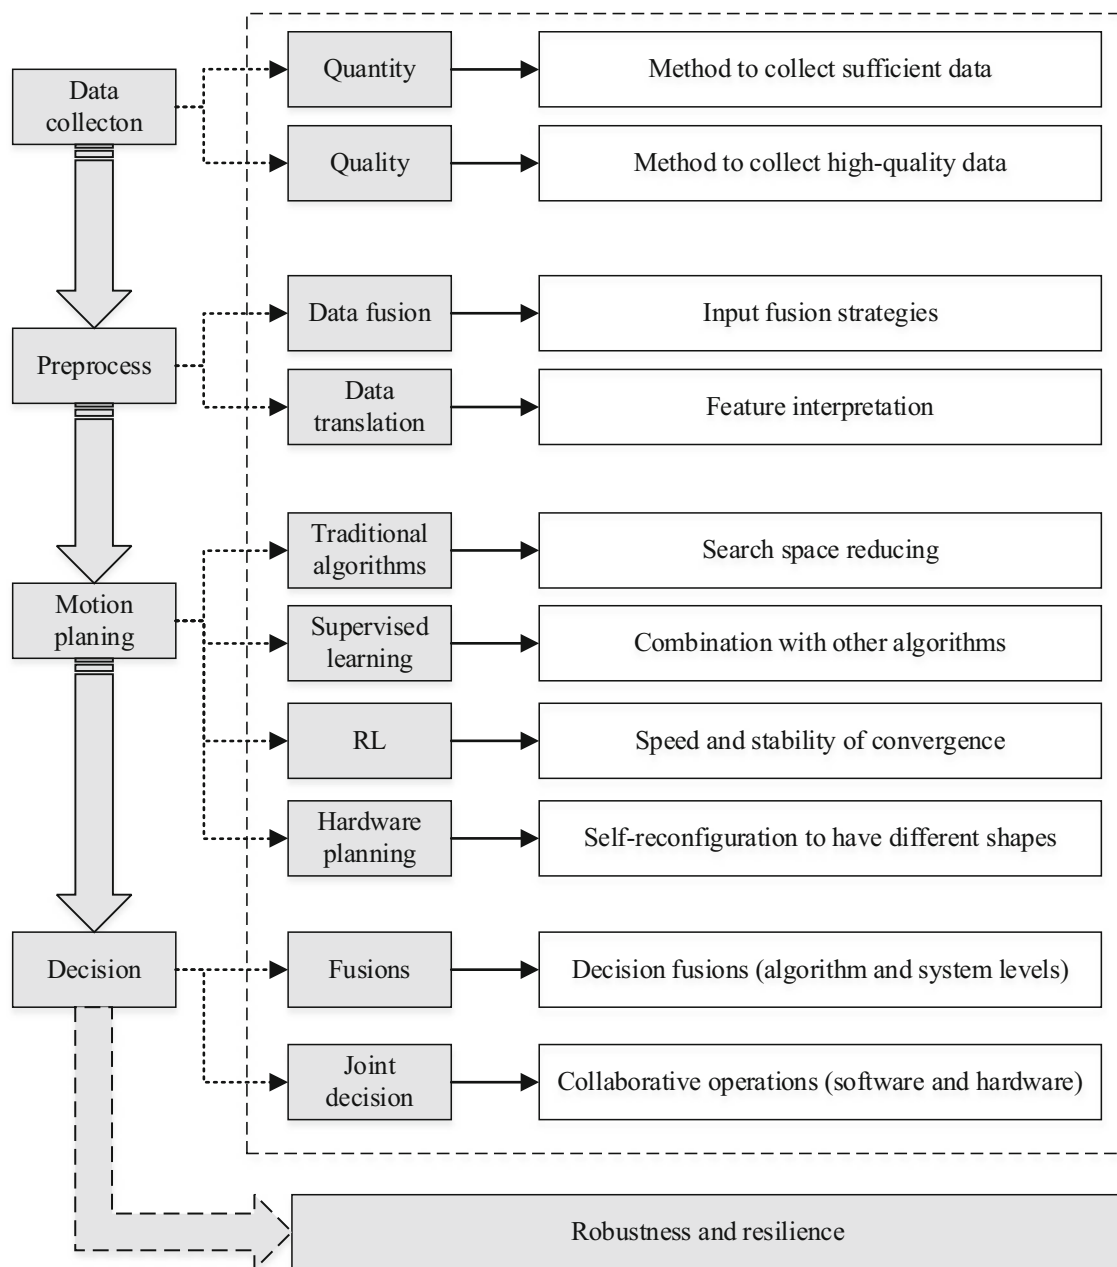 Data
collecton
Quantity
Method to collect sufficient data
Quality
Method to collect high-quality data
Preprocess
Data fusion
Input fusion strategies
Data
translation
Feature interpretation
Motion
planing
Traditional
algorithms
Search space reducing
Supervised
learning
Combination with other algorithms
RL
Speed and stability of convergence
Hardware
planning
Self-reconfiguration to have different shapes
Decision
Fusions
Decision fusions (algorithm and system levels)
Joint
decision
Collaborative operations (software and hardware)
Robustness and resilience